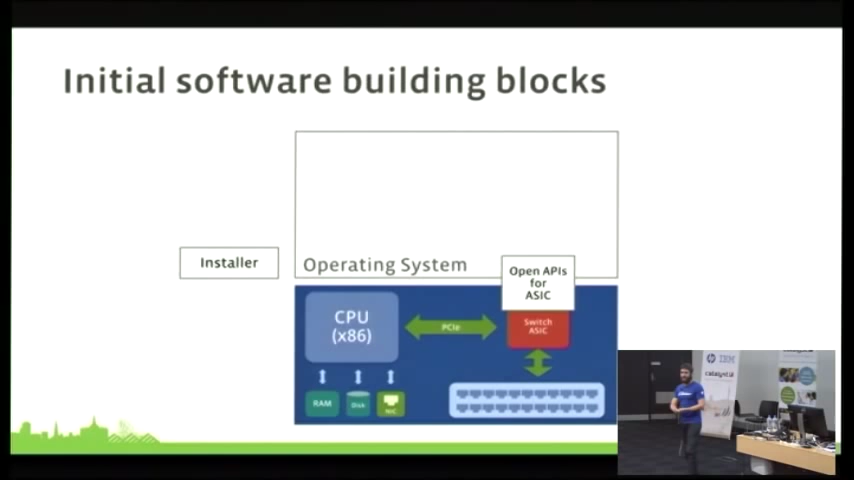 Initial software building blocks
Installer
Operating System
Open APIs
for
ASIC
CPU
(x86)
PCIe
Switch
ASIC
RAM
Disk
NIC
hp IBM
catalyst